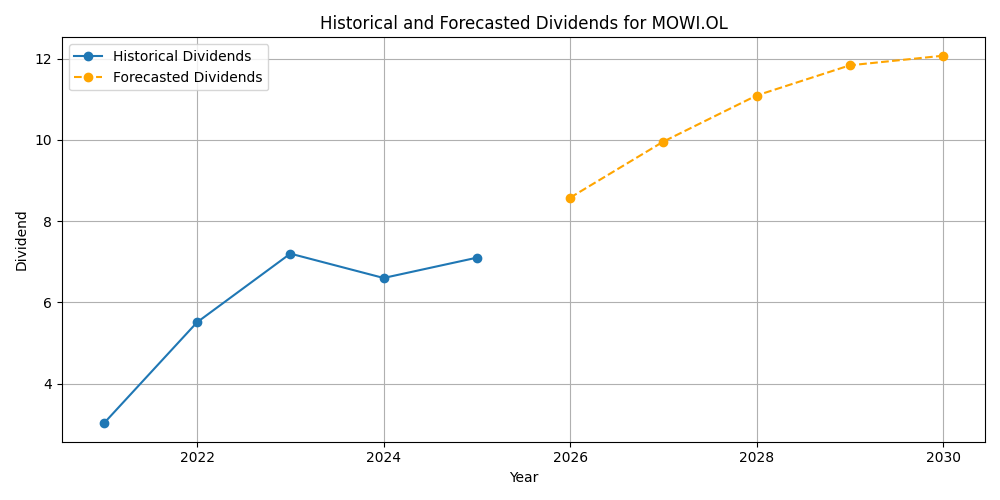 Historical and Forecasted Dividends for MOWI.OL
Historical Dividends
Forecasted Dividends
12
10
8
6
4
Dividend
2022
2024
2026
2028
2030
Year